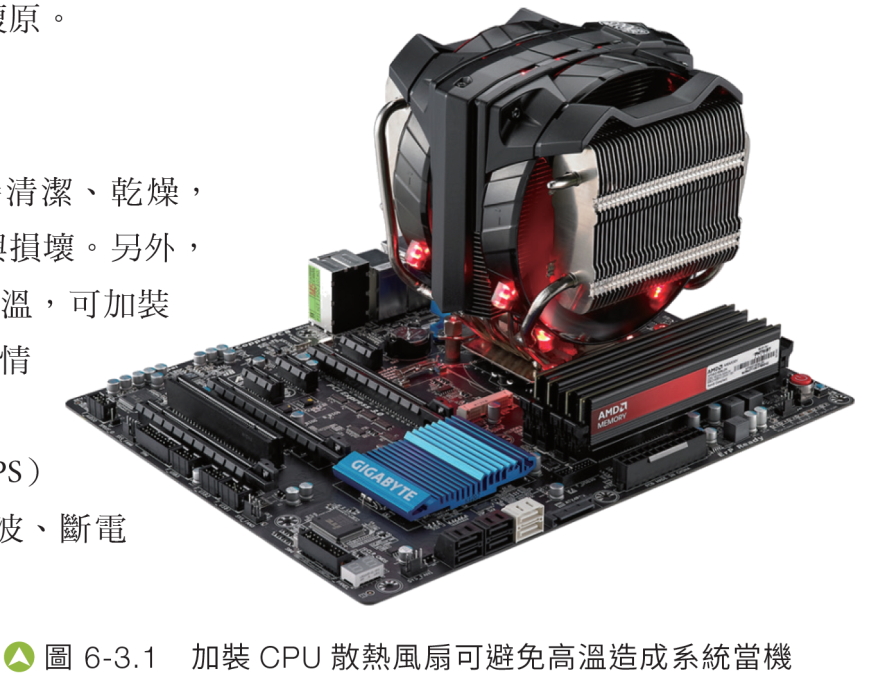 復原。
清潔、乾燥，
與損壞。另外，
溫，可加裝
情
PS）
波、斷電
GIGABYTE
AMD
MEMORY
ErP Ready
圖 6-3.1 加裝 CPU 散熱風扇可避免高溫造成系統當機